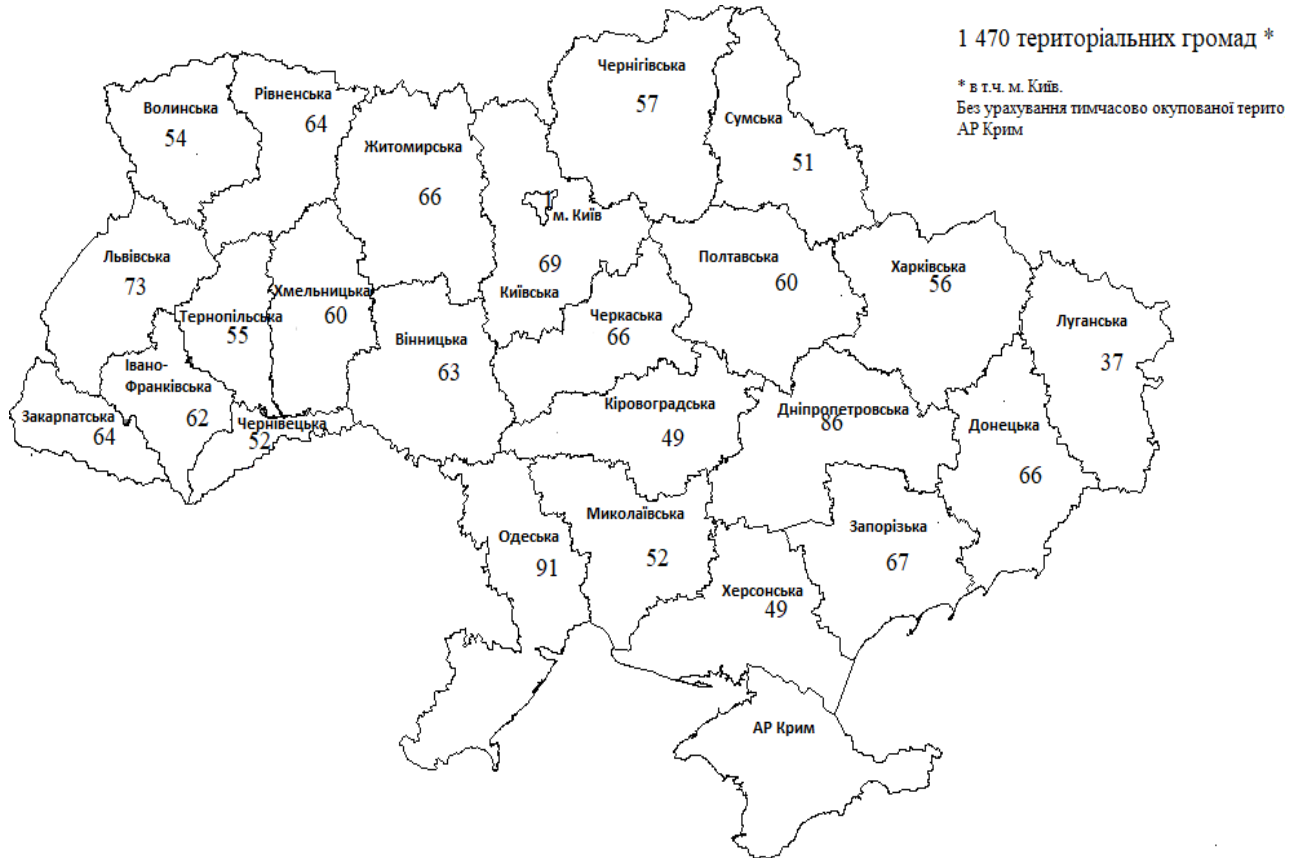 1 470 територіальних громад *
* в т.ч. м. Київ.
Без урахування тимчасово окупованої терито
АР Крим
Чернігівська
57
Сумська
51
Волинська
54
Рівненська
64
Житомирська
66
1
м. Київ
69
Київська
Львівська
73
Тернопільська
55
Хмельницька
60
Вінницька
63
Черкаська
66
Полтавська
60
Харківська
56
Луганська
37
Івано-
Франківська
62
Закарпатська
64
Чернівецька
52
Кіровоградська
49
Дніпропетровська
86
Донецька
66
Одеська
91
Миколаївська
52
Херсонська
49
Запорізька
67
АР Крим